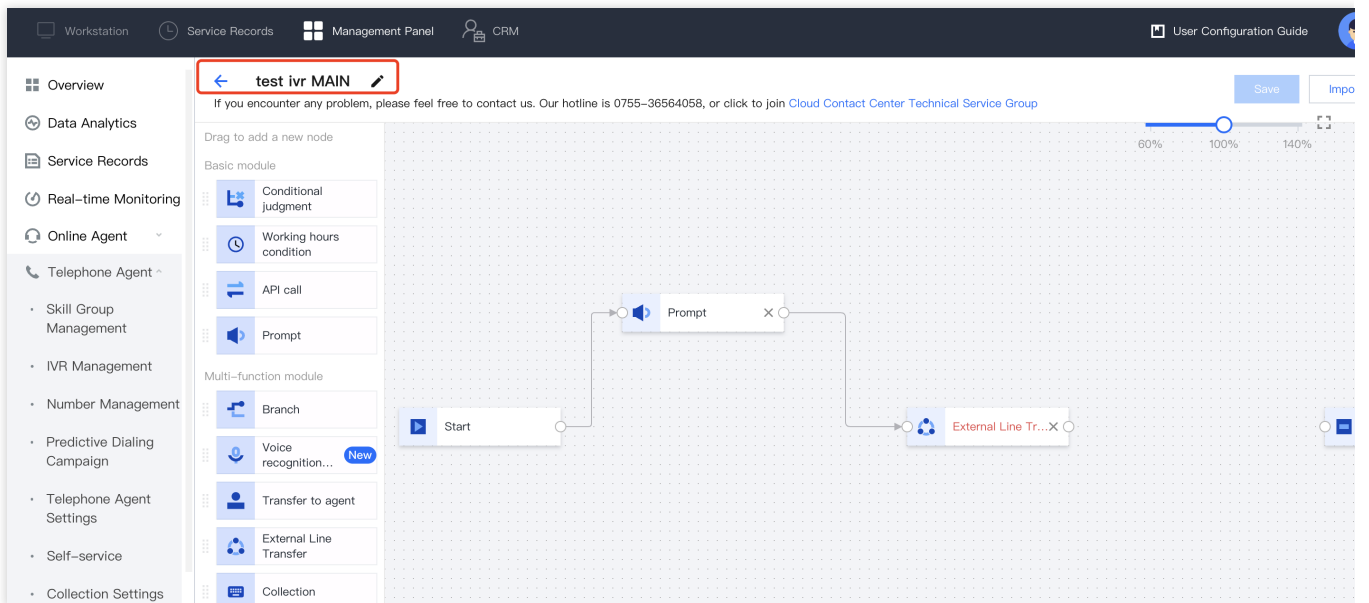 Workstation
Service Records
Management Panel
CRM
User Configuration Guide
Overview
Data Analytics
Service Records
Real-time Monitoring
Online Agent
Telephone Agent
Skill Group
Management
IVR Management
Number Management
Predictive Dialing
Campaign
Telephone Agent
Settings
Self-service
Collection Settings
test ivr MAIN
If you encounter any problem, please feel free to contact us. Our hotline is 0755-36564058, or click to join Cloud Contact Center Technical Service Group
Save
Impo
Drag to add a new node
Basic module
Conditional
judgment
Working hours
condition
API call
Prompt
Multi-function module
Branch
Voice
recognition...
New
Transfer to agent
External Line
Transfer
Collection
60%
100%
140%
Prompt
Start
External Line Tr...